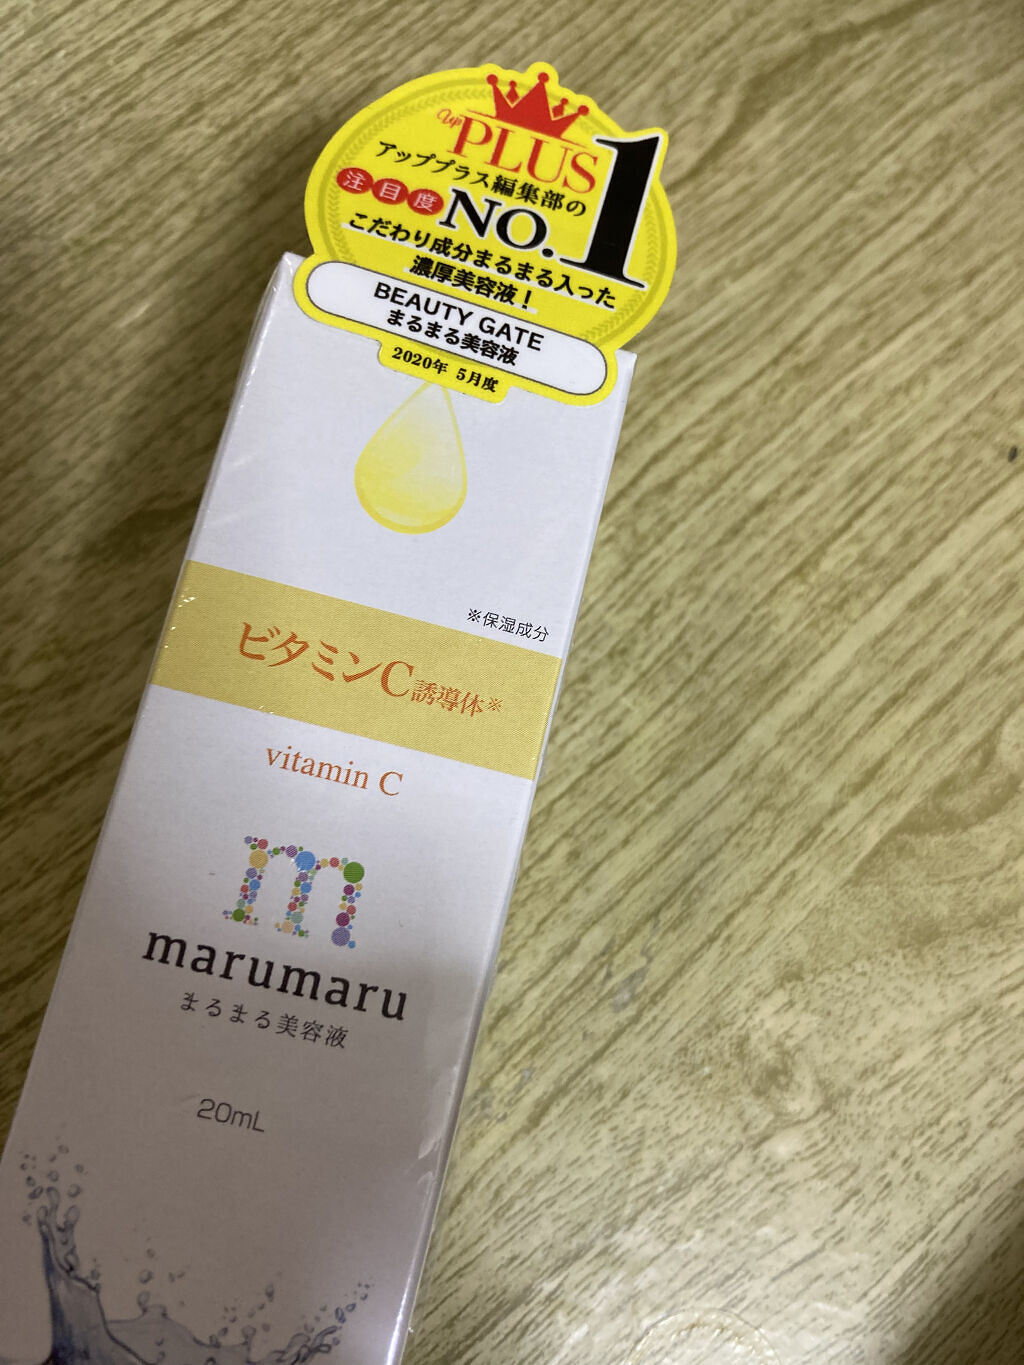 Up PLUS
アッププラス編集部の
注目度 NO.1
こだわり成分まるまる入った
濃厚美容液！
BEAUTY GATE
まるまる美容液
2020年 5月度
※保湿成分
ビタミンC誘導体※
vitamin C
m
marumaru
まるまる美容液
20mL